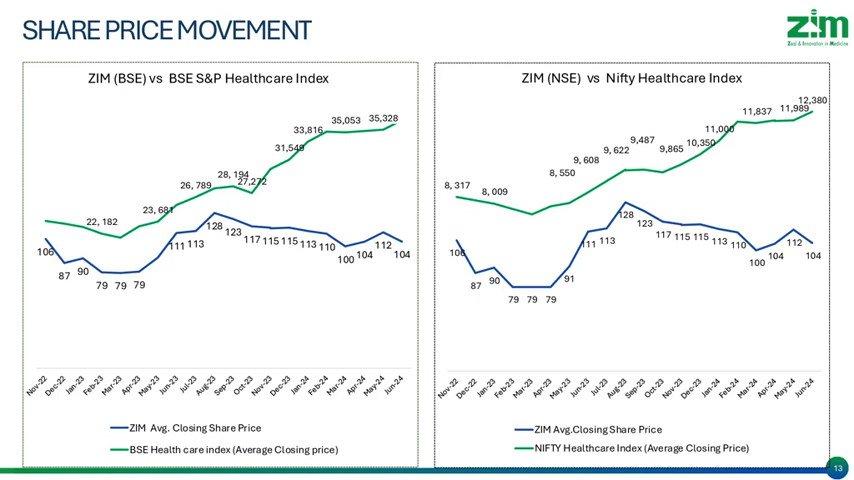 SHARE PRICE MOVEMENT
zim
Zeal & Innovation in Medicine
ZIM (BSE) vs BSE S&P Healthcare Index
35,053
35,328
33,816
31,549
28, 194
27,272
26, 789
23, 681
22, 182
128
123
117
115
115
113
110
111
113
112
106
100
104
104
87
90
79
79
79
Nov-22
Dec-22
Jan-23
Feb-23
Mar-23
Apr-23
May-23
Jun-23
Jul-23
Aug-23
Sep-23
Oct-23
Nov-23
Dec-23
Jan-24
Feb-24
Mar-24
Apr-24
May-24
Jun-24
ZIM Avg. Closing Share Price
BSE Health care index (Average Closing price)
ZIM (NSE) vs Nifty Healthcare Index
12,380
11,837
11,989
11,000
10,350
9,865
9,487
9, 622
9,608
8, 550
8, 317
8, 009
128
123
117
115
115
113
110
111
113
112
106
100
104
104
87
90
91
79
79
79
Nov-22
Dec-22
Jan-23
Feb-23
Mar-23
Apr-23
May-23
Jun-23
Jul-23
Aug-23
Sep-23
Oct-23
Nov-23
Dec-23
Jan-24
Feb-24
Mar-24
Apr-24
May-24
Jun-24
ZIM Avg.Closing Share Price
NIFTY Healthcare Index (Average Closing Price)
13